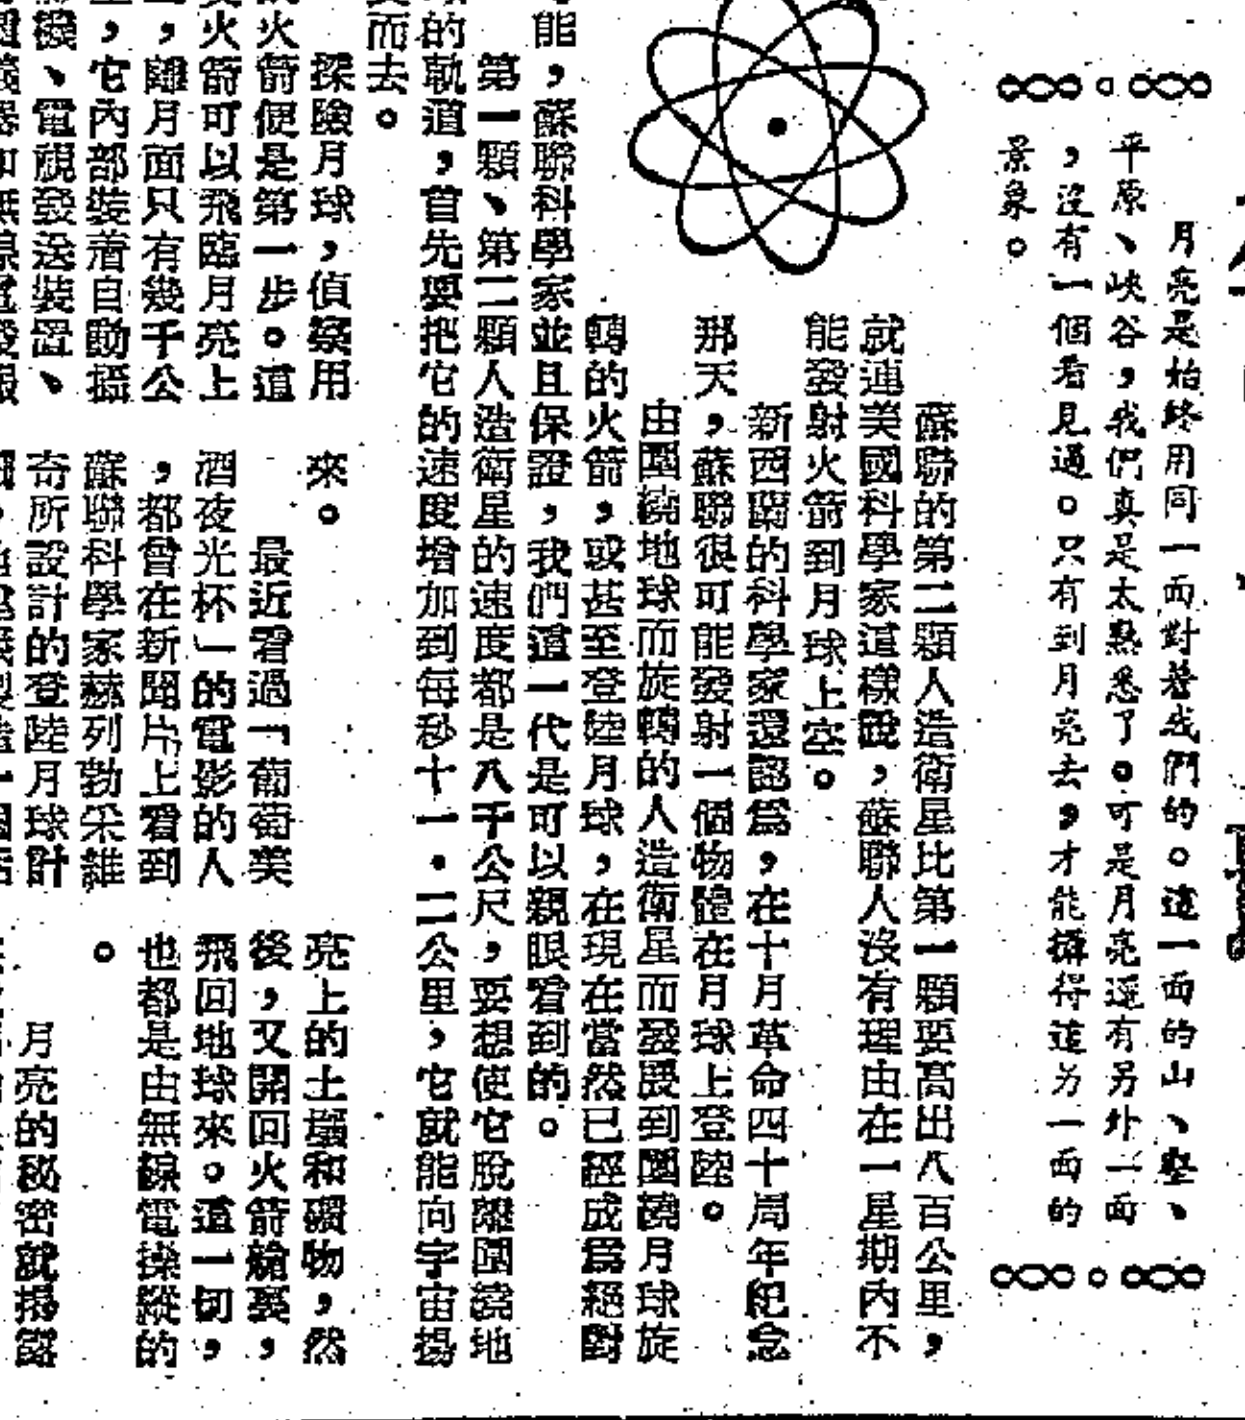 月亮是始終用同一面對着我們的。這一面的山、壑、
平原、峽谷,我們真是太熟悉了。可是月亮還有另外一面
,沒有一個看見過。只有到月亮去,才能攝得這另一面的
景象。
蘇聯的第二顆人造衛星比第一顆要高出八百公里,
就連美國科學家這樣說,蘇聯人沒有理由在一星期內不
能發射火箭到月球上空。
新西蘭的科學家還認爲,在十月革命四十周年紀念
那天,蘇聯很可能發射一個物體在月球上登陸。
由圍繞地球而旋轉的人造衛星而發展到圍繞月球旋
轉的火箭,或甚至登陸月球,在現在當然已經成爲絕對
能,蘇聯科學家並且保證,我們這一代是可以親眼看到的。
第一顆、第二顆人造衛星的速度都是八千公尺,要想使它脫離圍繞地
的軌道,首先要把它的速度增加到每秒十一·二公里,它就能向宇宙揚
而去。
探險月球,偵察用
火箭便是第一步。這
火箭可以飛臨月亮上
,離月面只有幾千公
,它內部裝着自動攝
機、電視發送裝置、
來。
最近看過「葡萄美
酒夜光杯」的電影的人
,都曾在新聞片上看到
蘇聯科學家赫列勃采維
奇所設計的登陸月球計
亮上的土壤和礦物,然
後,又開回火箭艙裏,
飛回地球來。這一切,
也都是由無線電操縱的
。
月亮的秘密就揭露